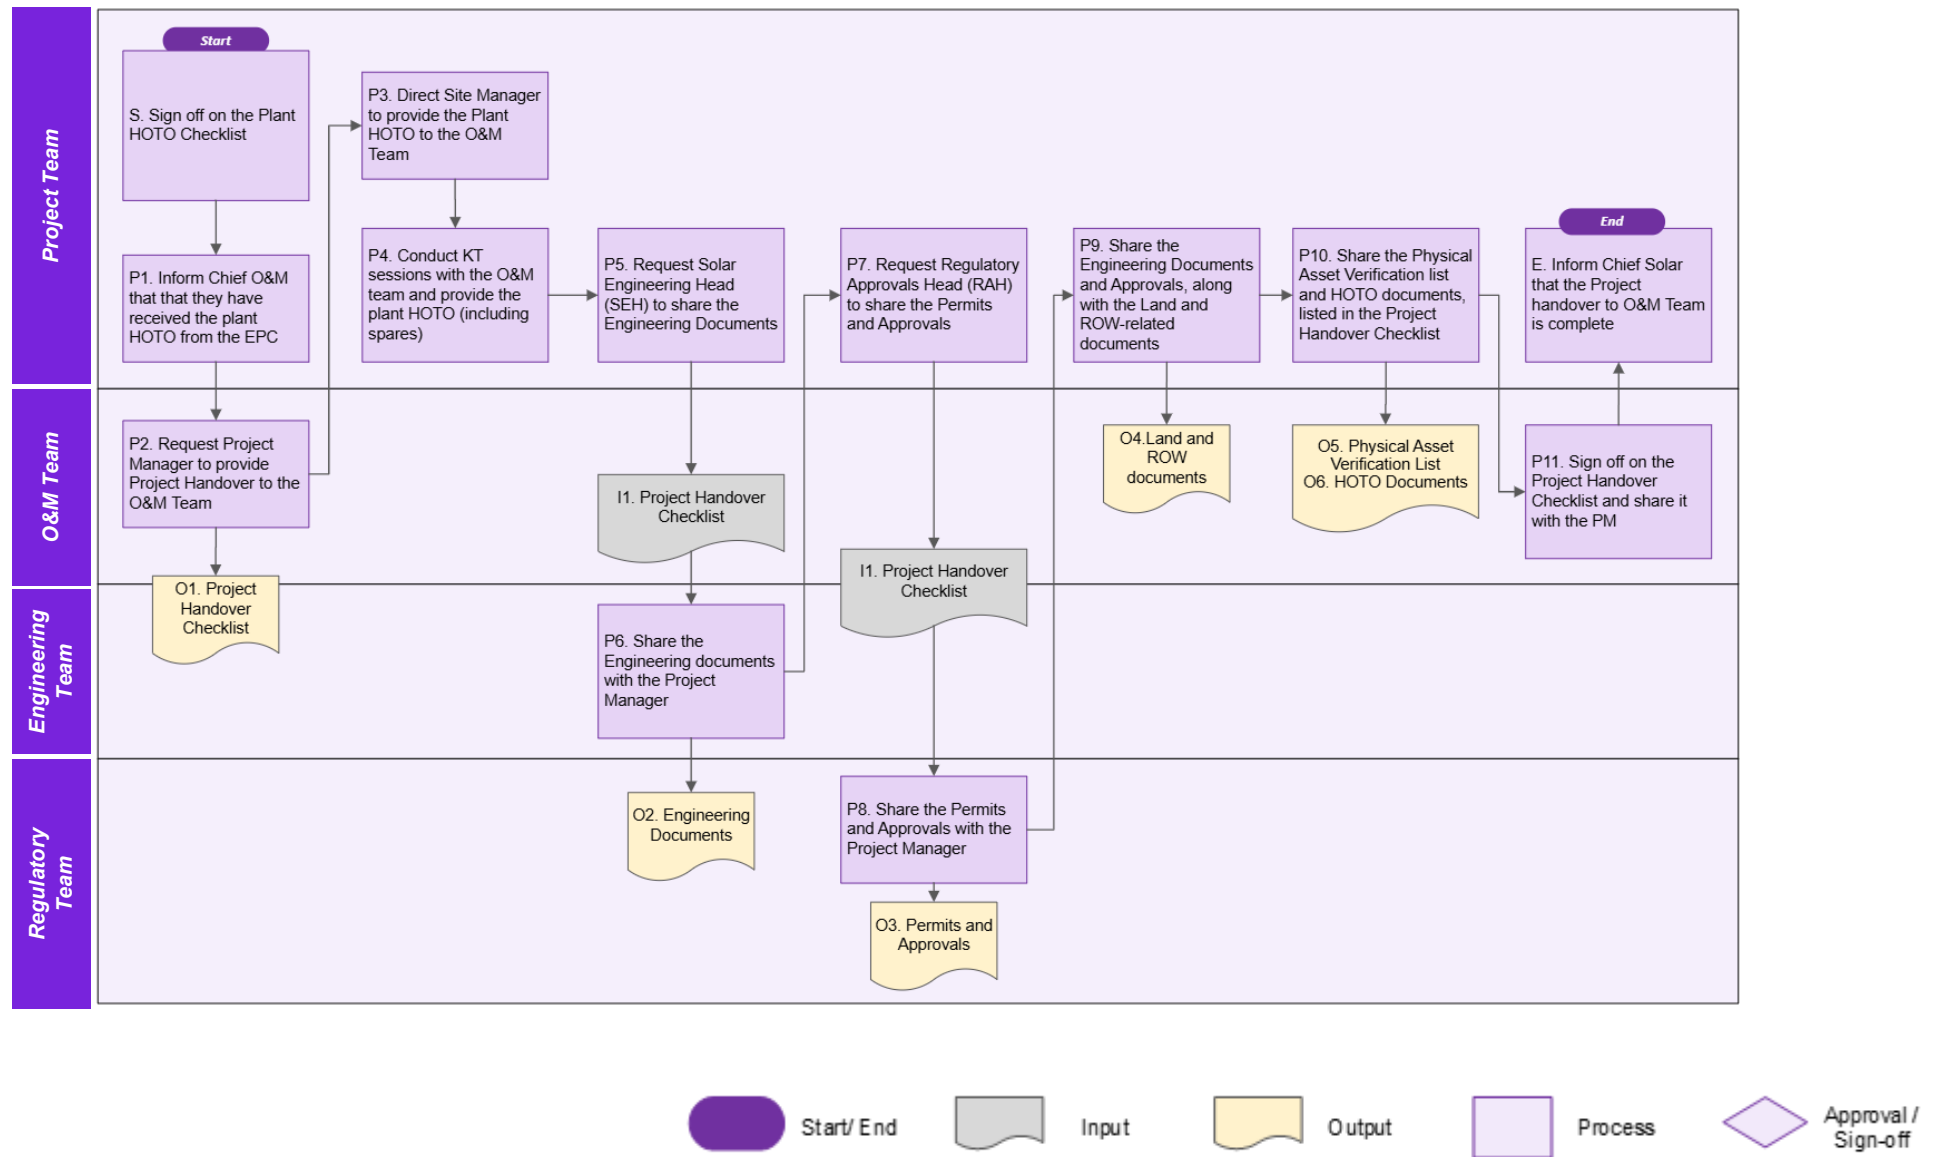 Project Team
Start
S. Sign off on the Plant
HOTO Checklist
P1. Inform Chief O&M
that that they have
received the plant
HOTO from the EPC
P3. Direct Site Manager
to provide the Plant
HOTO to the O&M
Team
P4. Conduct KT
sessions with the O&M
team and provide the
plant HOTO (including
spares)
P5. Request Solar
Engineering Head
(SEH) to share the
Engineering Documents
P7. Request Regulatory
Approvals Head (RAH)
to share the Permits
and Approvals
P9. Share the
Engineering Documents
and Approvals, along
with the Land and
ROW-related
documents
P10. Share the Physical
Asset Verification list
and HOTO documents,
listed in the Project
Handover Checklist
End
E. Inform Chief Solar
that the Project
handover to O&M Team
is complete
O&M Team
P2. Request Project
Manager to provide
Project Handover to the
O&M Team
O1. Project
Handover
Checklist
I1. Project Handover
Checklist
I1. Project Handover
Checklist
O4.Land and
ROW
documents
O5. Physical Asset
Verification List
O6. HOTO Documents
P11. Sign off on the
Project Handover
Checklist and share it
with the PM
Engineering
Team
P6. Share the
Engineering documents
with the Project
Manager
Regulatory
Team
O2. Engineering
Documents
P8. Share the Permits
and Approvals with the
Project Manager
O3. Permits and
Approvals
Start/ End
Input
Output
Process
Approval /
Sign-off